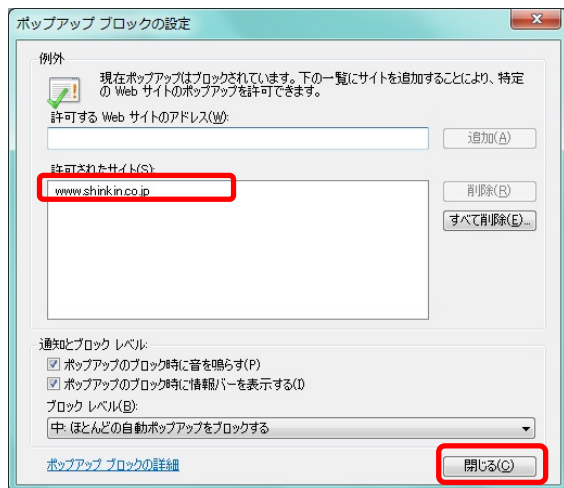 ポップアップ ブロックの設定
例外
現在ポップアップはブロックされています。下の一覧にサイトを追加することにより、特定
の Web サイトのポップアップを許可できます。
許可する Web サイトのアドレス(W):
追加(A)
許可されたサイト(S):
www.shinkin.co.jp
削除(R)
すべて削除(E)...
通知とブロック レベル:
ポップアップのブロック時に音を鳴らす(P)
ポップアップのブロック時に情報バーを表示する(I)
ブロック レベル(B):
中: ほとんどの自動ポップアップをブロックする
ポップアップ ブロックの詳細
閉じる(C)